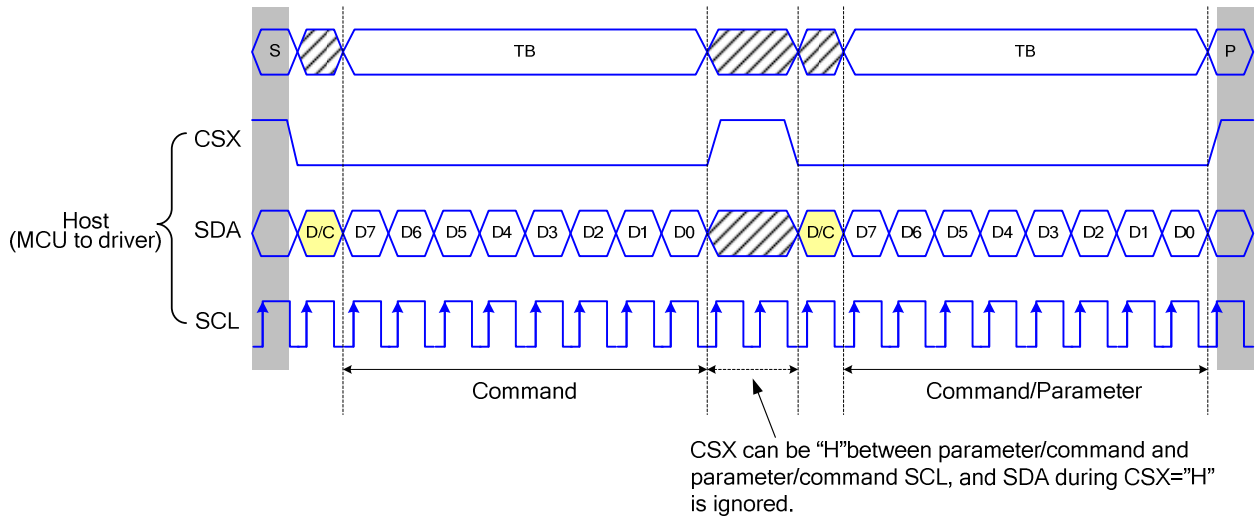 S TB TB P
CSX
Host
(MCU to driver)
SDA D/C D7 D6 D5 D4 D3 D2 D1 D0 D/C D7 D6 D5 D4 D3 D2 D1 D0
SCL
Command Command/Parameter
CSX can be “H”between parameter/command and
parameter/command SCL, and SDA during CSX=”H”
is ignored.